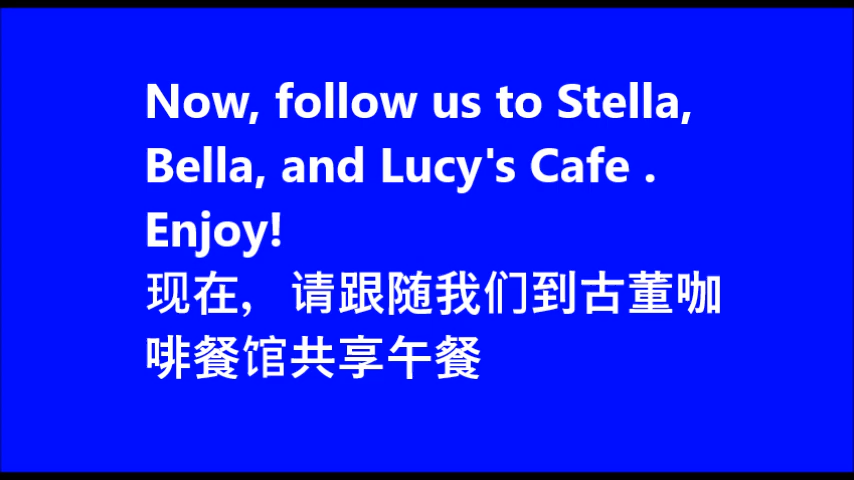 Now, follow us to Stella,
Bella, and Lucy's Cafe .
Enjoy!
现在，请跟随我们到古董咖
啡餐馆共享午餐